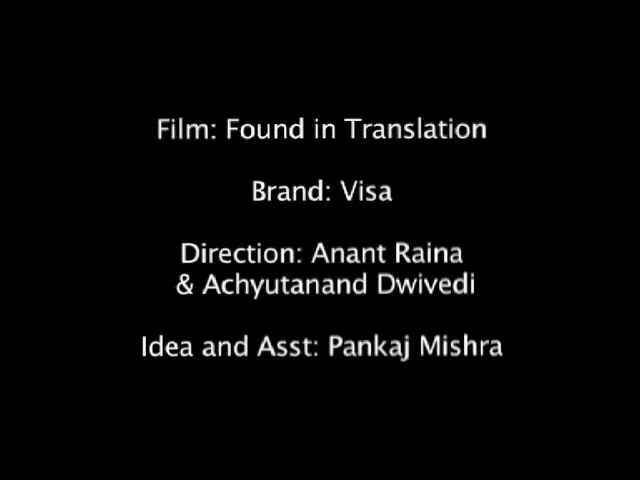 Film: Found in Translation
Brand: Visa
Direction: Anant Raina
& Achyutanand Dwivedi
Idea and Asst: Pankaj Mishra